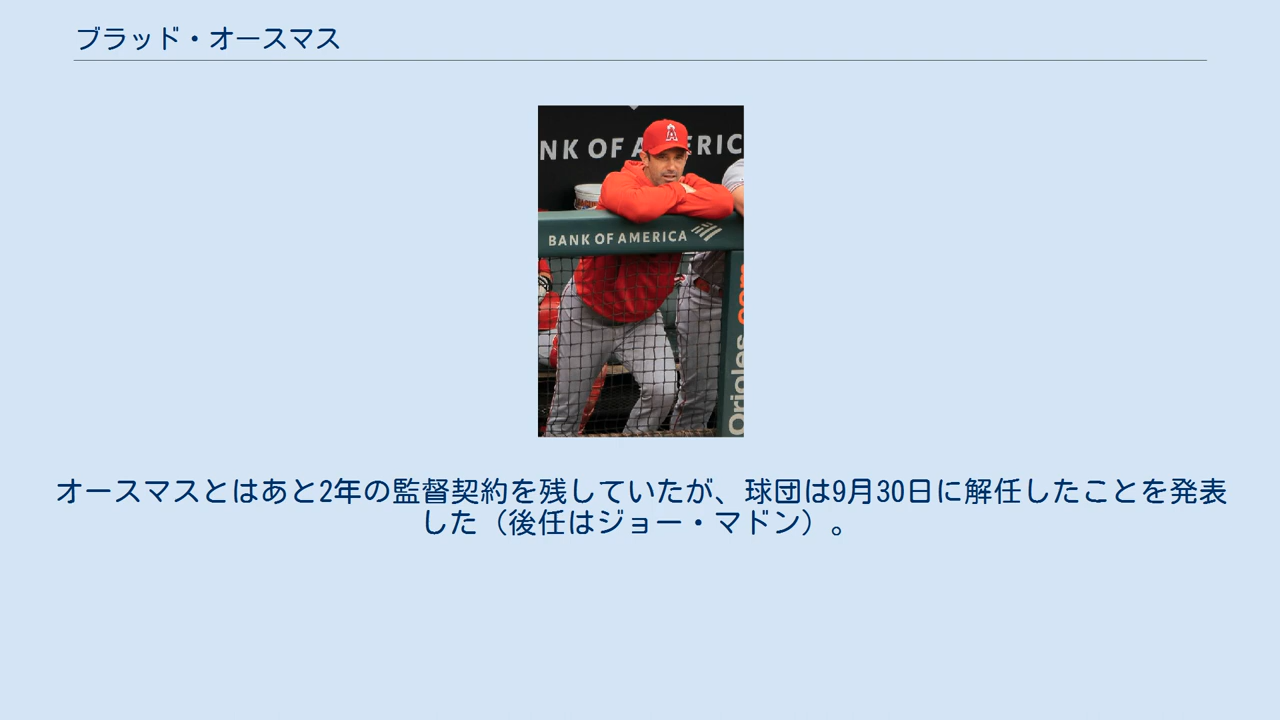 ブラッド・オースマス
NK OF AMERIC
BANK OF AMERICA
Orioles.com
オースマスとはあと2年の監督契約を残していたが、球団は9月30日に解任したことを発表
した（後任はジョー・マドン）。